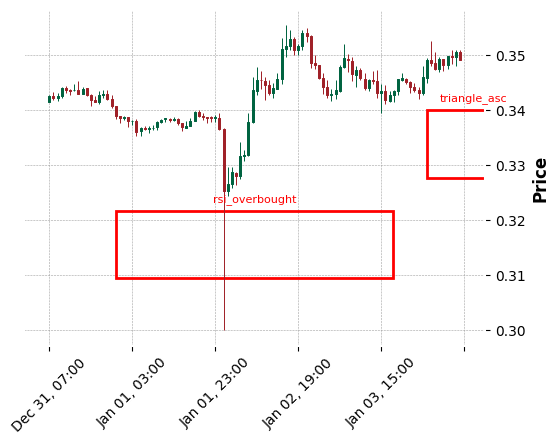 0.35
triangle_asc
0.34
0.33
Price
rsi_overbought
0.32
0.31
0.30
Dec 31, 07:00
Jan 01, 03:00
Jan 01, 23:00
Jan 02, 19:00
Jan 03, 15:00